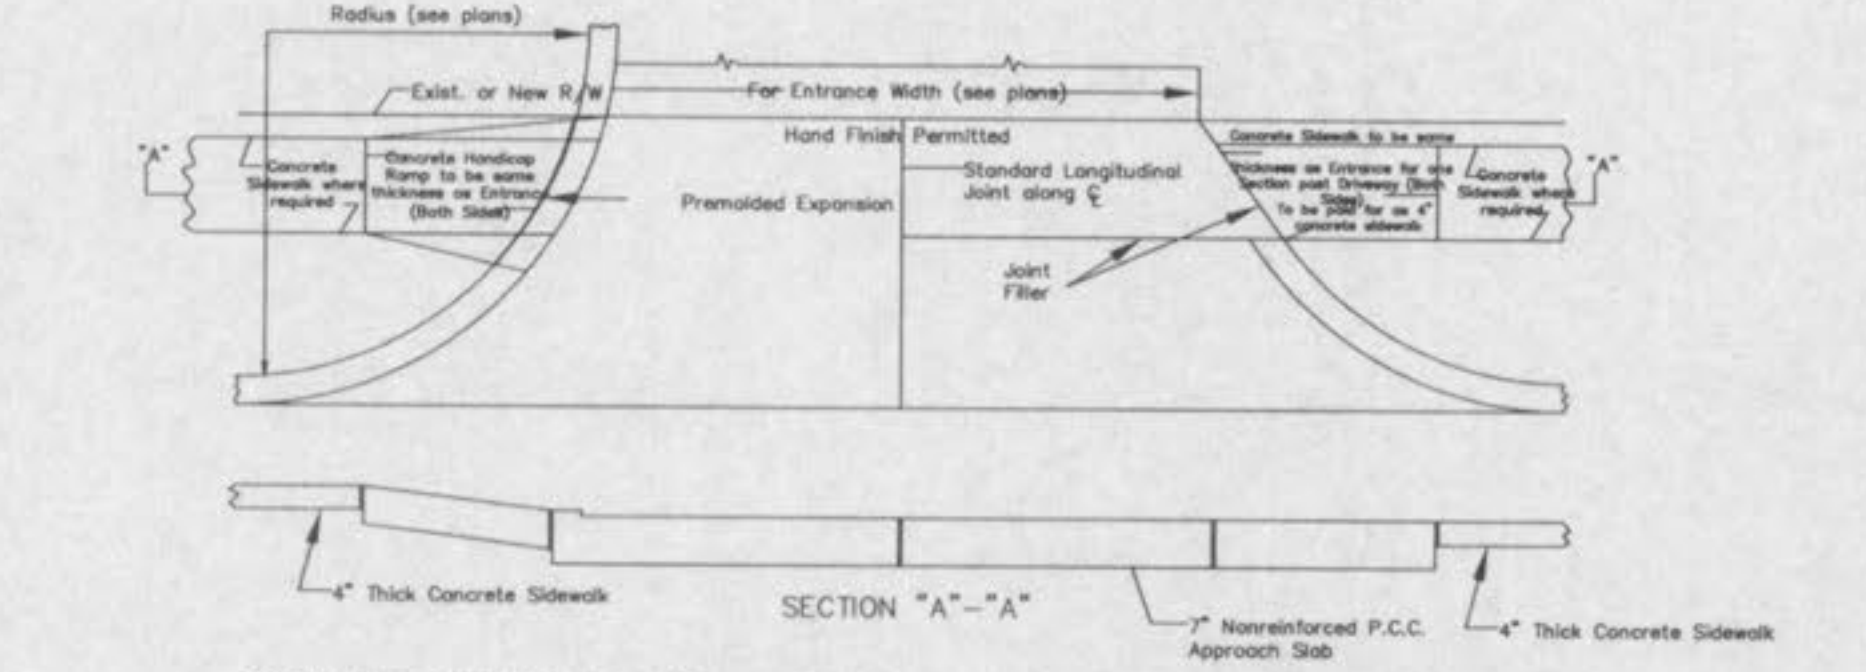 Radius (see plans)
Exist. or New R/W
For Entrance Width (see plans)
Hand Finish Permitted
Concrete Sidewalk to be same
"A"
Concrete
Sidewalk where
required
Concrete Handicap
Ramp to be same
thickness as Entrance
(Both Sides)
Premolded Expansion
Standard Longitudinal
Joint along ℄
thickness as Entrance for one
Section past Driveway (Both
Sides)
To be paid for as 4"
concrete sidewalk
Concrete
Sidewalk where
required
"A"
Joint
Filler
4" Thick Concrete Sidewalk
SECTION "A"-"A"
7" Nonreinforced P.C.C.
Approach Slab
4" Thick Concrete Sidewalk